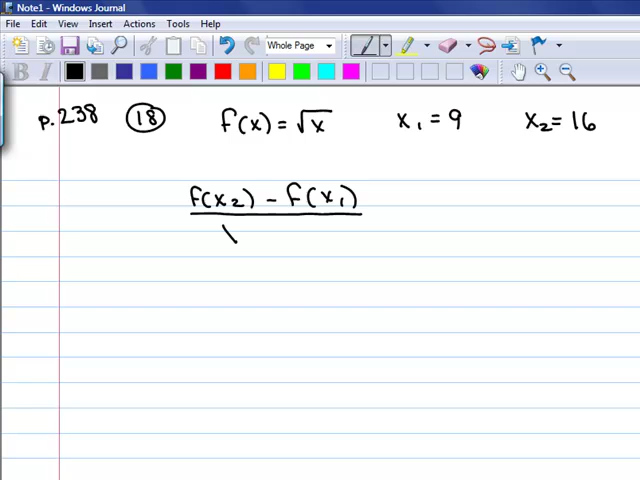 Note1 - Windows Journal
File Edit View Insert Actions Tools Help
Whole Page
B I
p.238 (18) f(x) = √x x₁ = 9 x₂ = 16
f(x₂) - f(x₁)
\